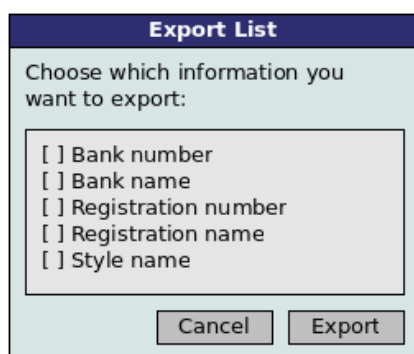 Export List
Choose which information you
want to export:
[ ] Bank number
[ ] Bank name
[ ] Registration number
[ ] Registration name
[ ] Style name
Cancel Export